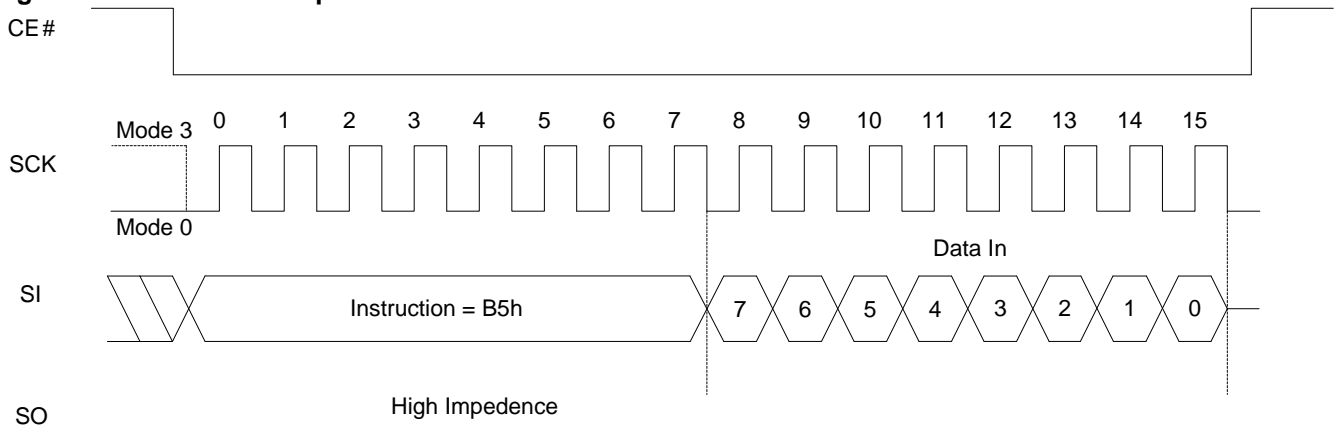 CE#
Mode 3
0 1 2 3 4 5 6 7 8 9 10 11 12 13 14 15
SCK
Mode 0
Data In
SI
Instruction = B5h
7 6 5 4 3 2 1 0
High Impedence
SO